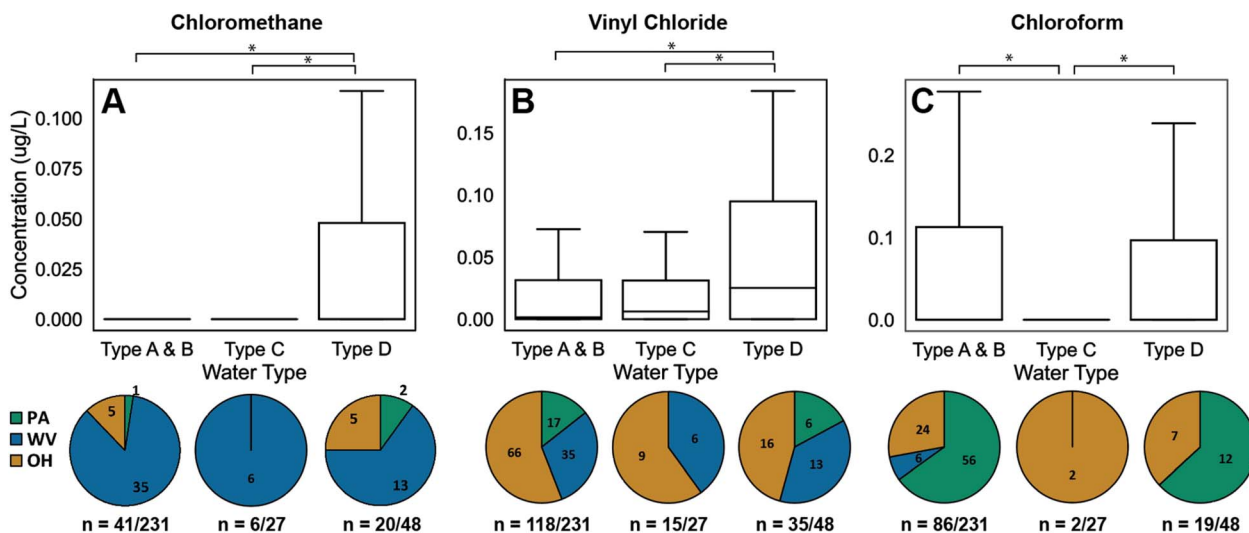 Chloromethane
Vinyl Chloride
Chloroform
*
*
*
*
*
*
A
B
C
Concentration (ug/L)
0.100
0.075
0.050
0.025
0.000
0.15
0.10
0.05
0.00
0.2
0.1
0.0
Type A & B Type C Type D
Type A & B Type C Type D
Type A & B Type C Type D
Water Type
Water Type
Water Type
PA
WV
OH
1
5
35
6
2
5
13
17
66
35
6
9
6
16
13
24
6
56
2
7
12
n = 41/231 n = 6/27 n = 20/48
n = 118/231 n = 15/27 n = 35/48
n = 86/231 n = 2/27 n = 19/48